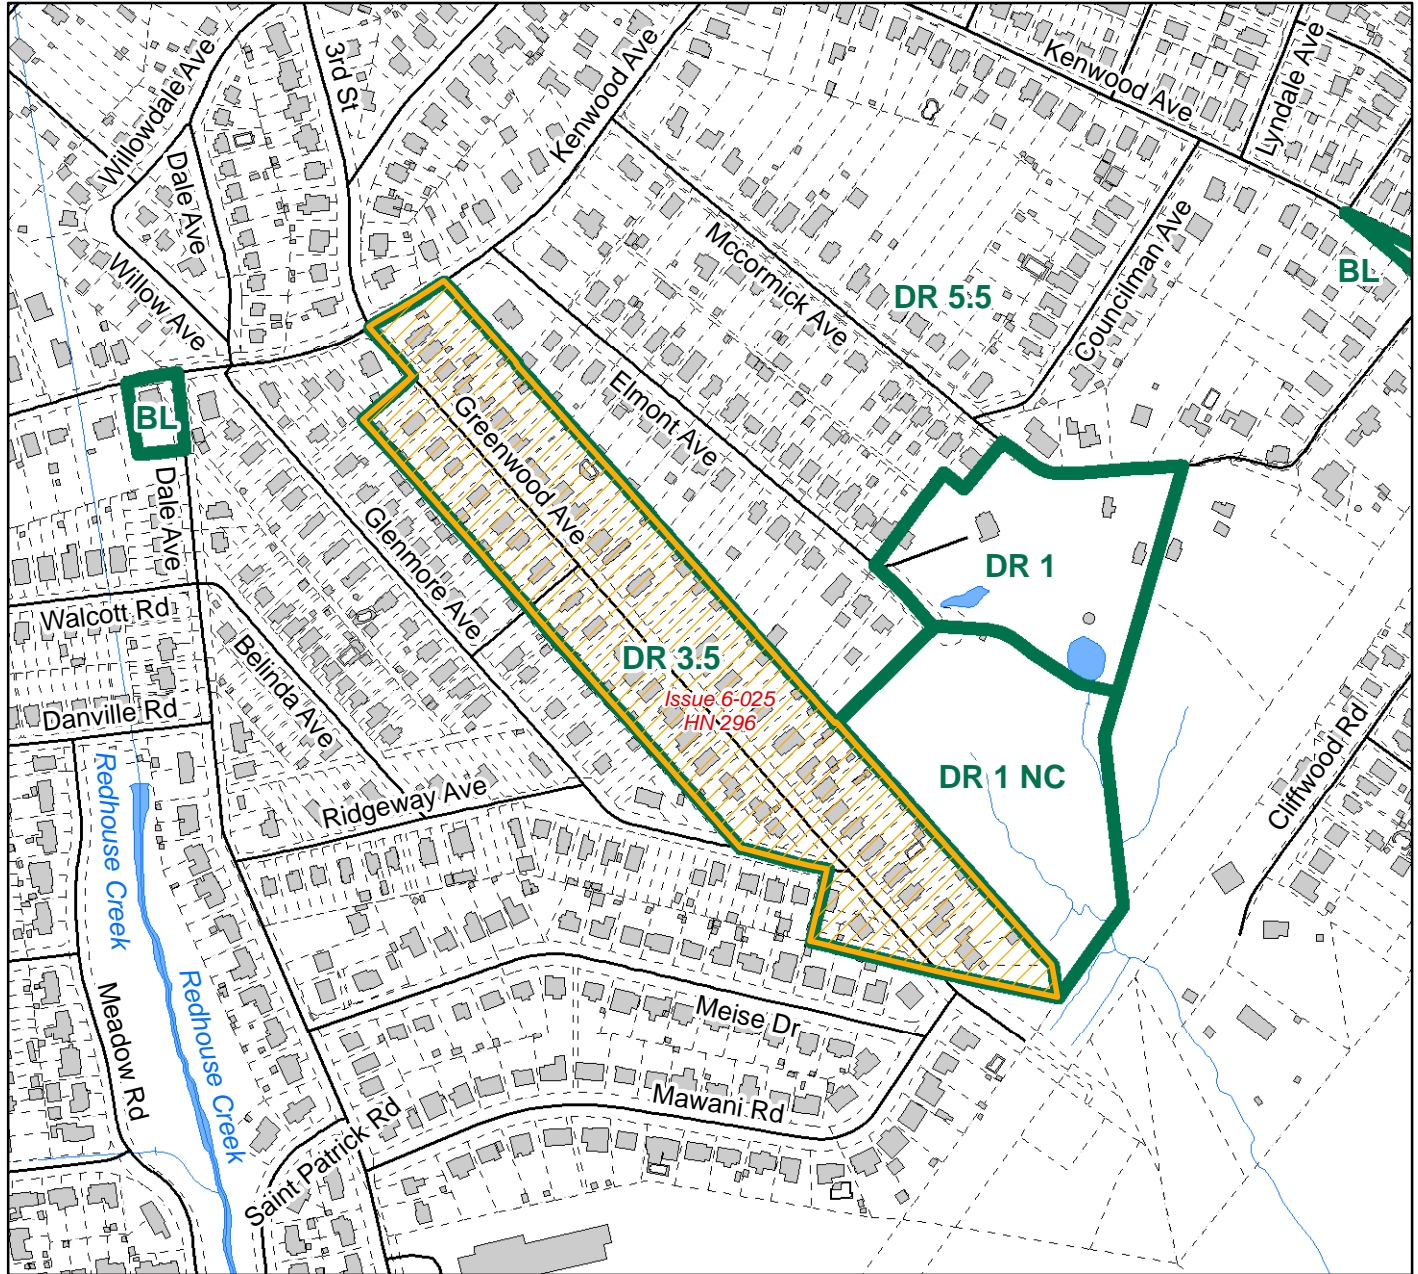 Willowdale Ave
3rd St
Kenwood Ave
Kenwood Ave
Lyndale Ave
Dale Ave
Willow Ave
Mccormick Ave
Councilman Ave
DR 5.5
BL
BL
Elmont Ave
Greenwood Ave
Dale Ave
Glenmore Ave
DR 1
Walcott Rd
Belinda Ave
DR 3.5
Issue 6-025
HN 296
Danville Rd
DR 1 NC
Cliffwood Rd
Redhouse Creek
Ridgeway Ave
Redhouse Creek
Meadow Rd
Meise Dr
Mawani Rd
Saint Patrick Rd